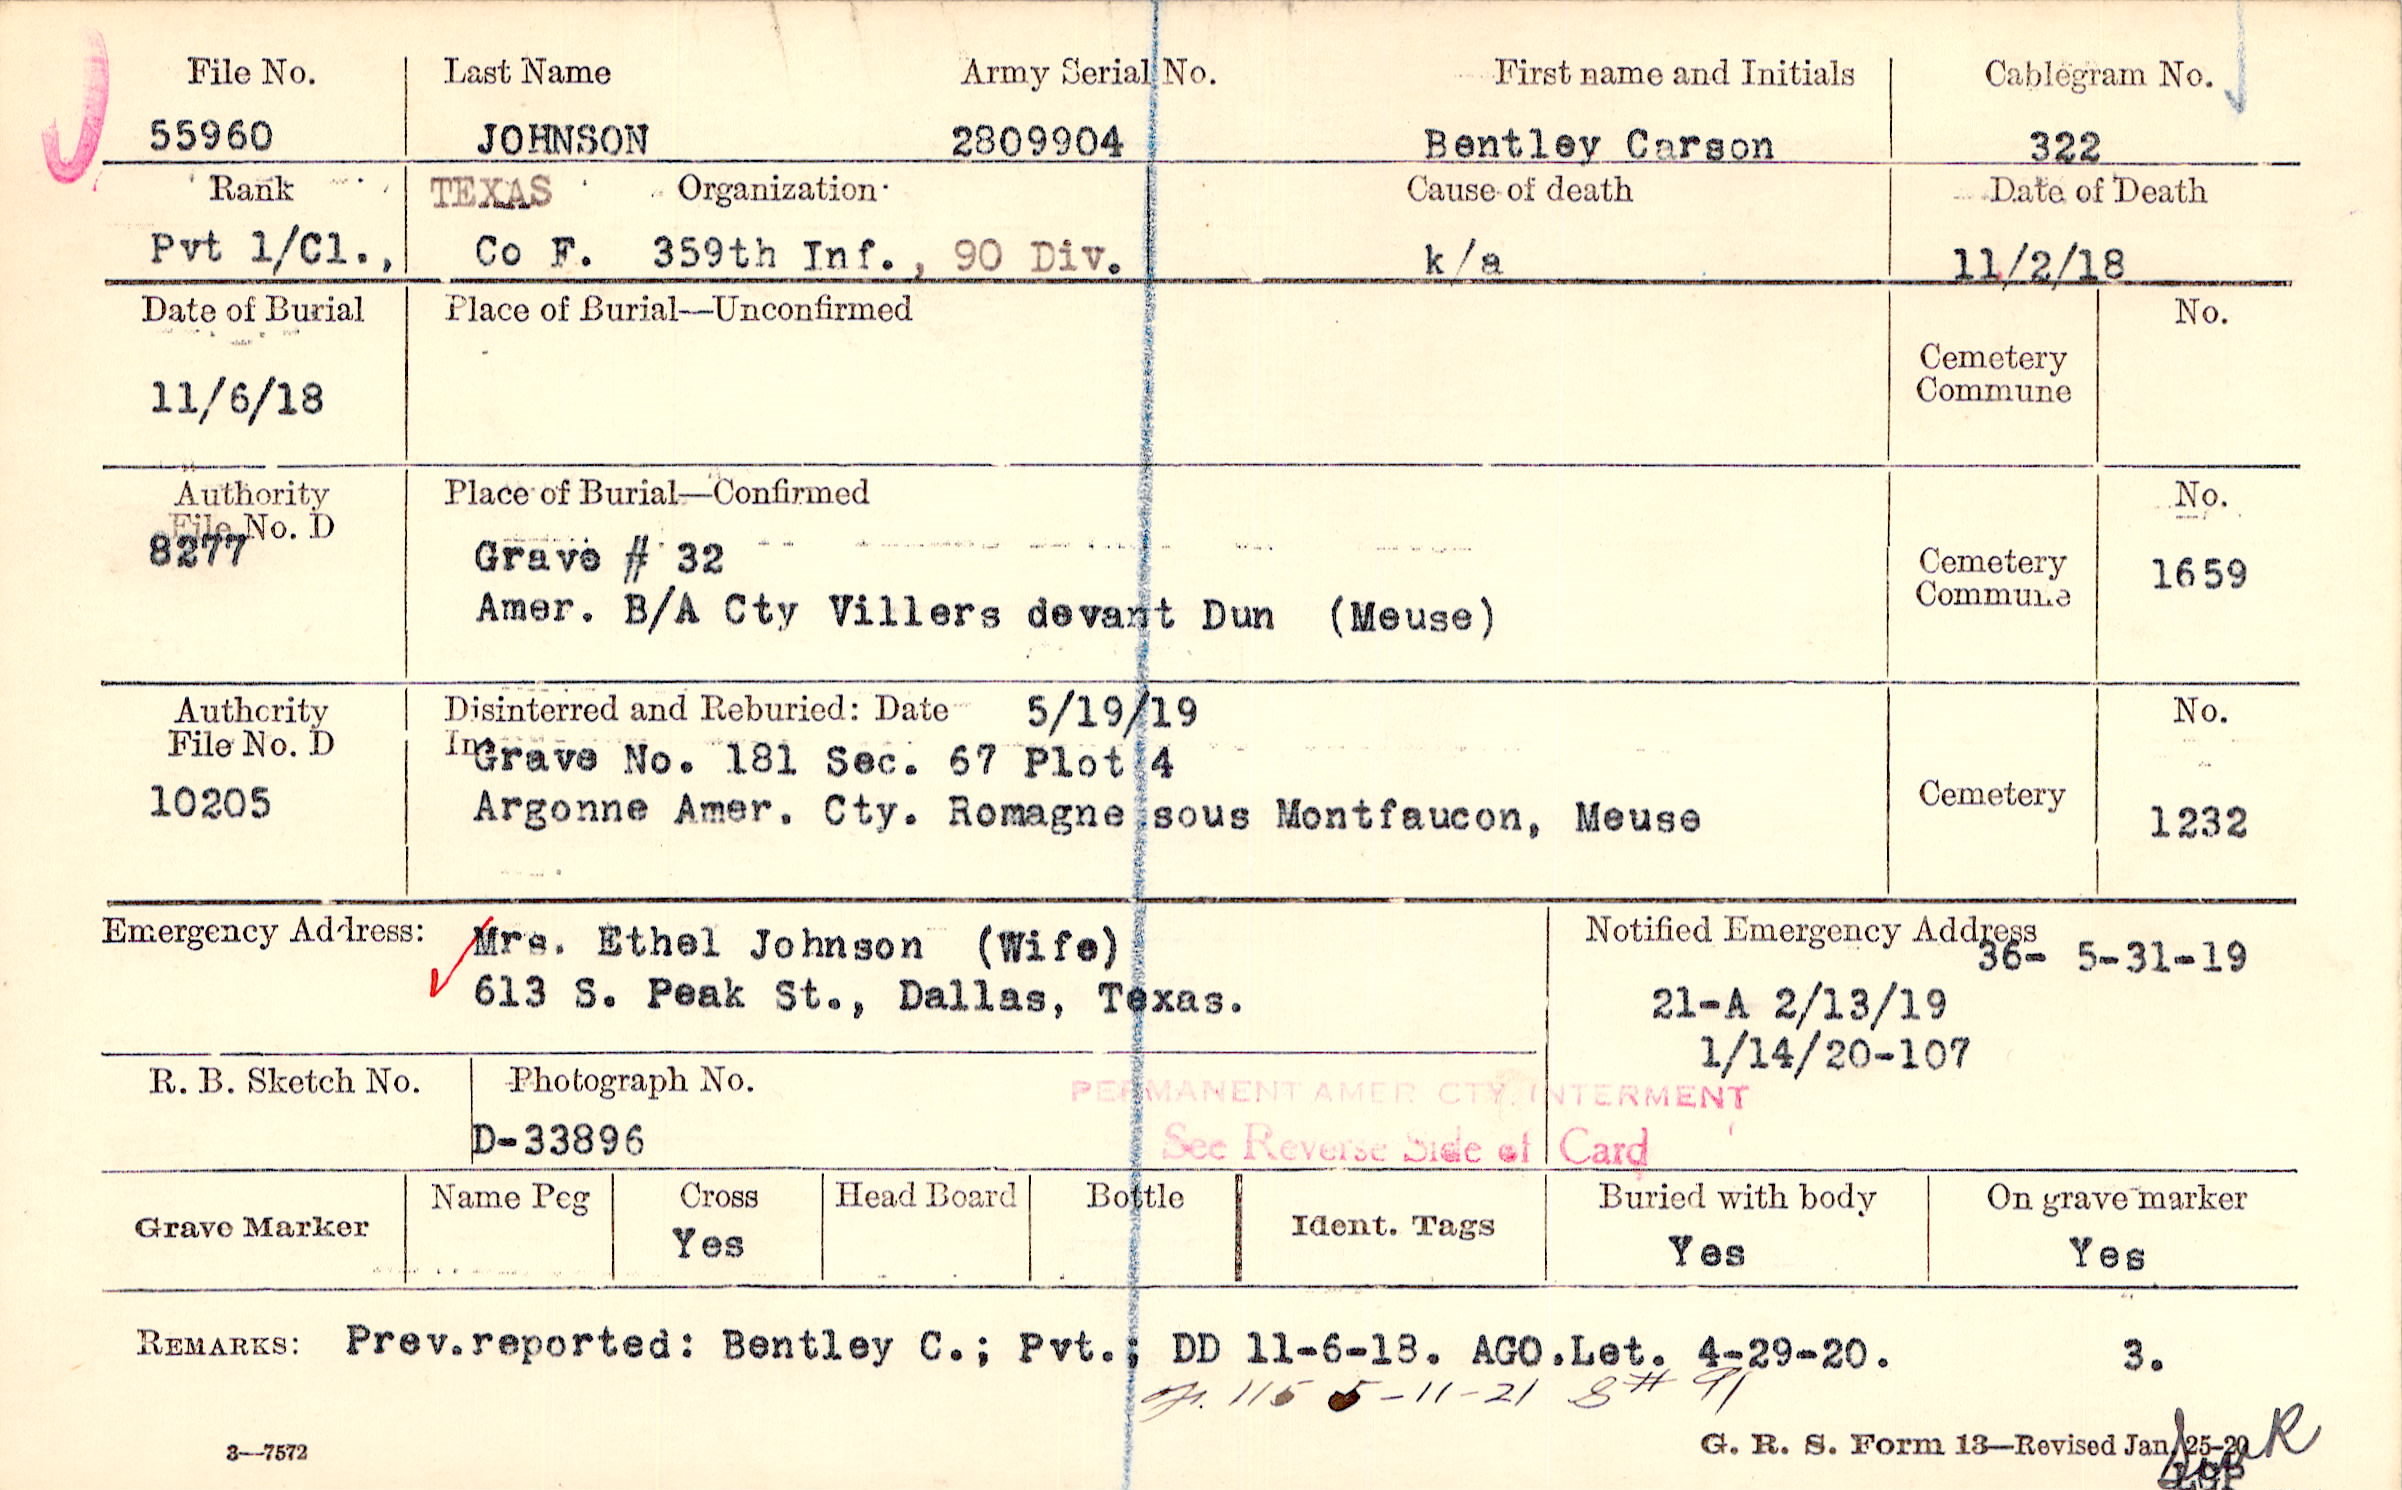 File No. Last Name Army Serial No. First name and Initials Cablegram No.
55960 JOHNSON 2809904 Bentley Carson 322
Rank TEXAS Organization Cause of death Date of Death
Pvt 1/Cl., Co F. 359th Inf., 90 Div. k/a 11/2/18
Date of Burial Place of Burial—Unconfirmed No.
Cemetery
Commune
11/6/18
Authority Place of Burial—Confirmed No.
File No. D
8277 Grave # 32 Cemetery 1659
Commune
Amer. B/A Cty Villers devant Dun (Meuse)
Authority Disinterred and Reburied: Date 5/19/19 No.
File No. D In
Grave No. 181 Sec. 67 Plot 4
10205 Argonne Amer. Cty. Romagne sous Montfaucon, Meuse Cemetery 1232
Emergency Address: Mrs. Ethel Johnson (Wife) Notified Emergency Address
36- 5-31-19
613 S. Peak St., Dallas, Texas. 21-A 2/13/19
1/14/20-107
R. B. Sketch No. Photograph No.
PERMANENT AMER CTY. INTERMENT
D-33896 See Reverse Side of Card
Name Peg Cross Head Board Bottle Buried with body On grave marker
Grave Marker Ident. Tags
Yes Yes Yes
REMARKS: Prev.reported: Bentley C.; Pvt.; DD 11-6-18. AGO.Let. 4-29-20. 3.
115 5-11-21 S# 91
3—7572 G. R. S. Form 13—Revised Jan. 25-20